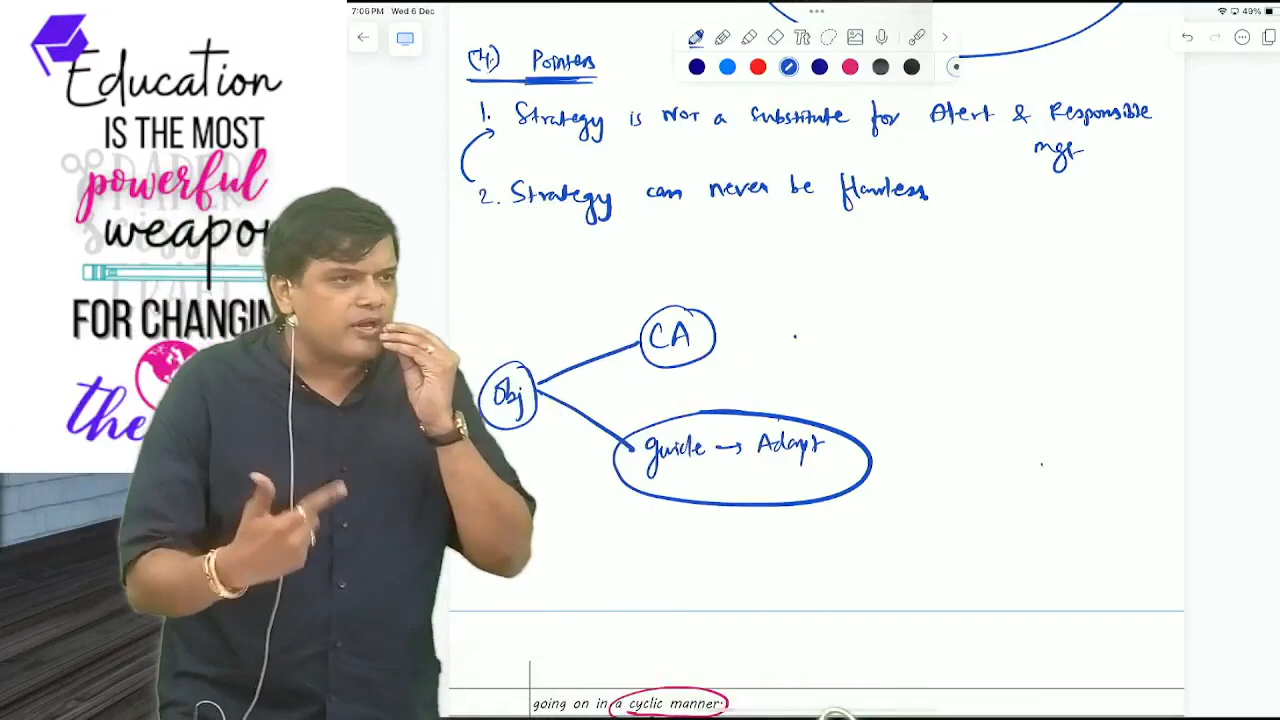 7:06 PM Wed 6 Dec
49%
Education
IS THE MOST
powerful
weapo
FOR CHANGIN
the
(4.) Pointers
1. Strategy is NOT a substitute for Alert & Responsible
mgt
2. Strategy can never be flawless
CA
Obj
guide → Adapt
going on in a cyclic manner.